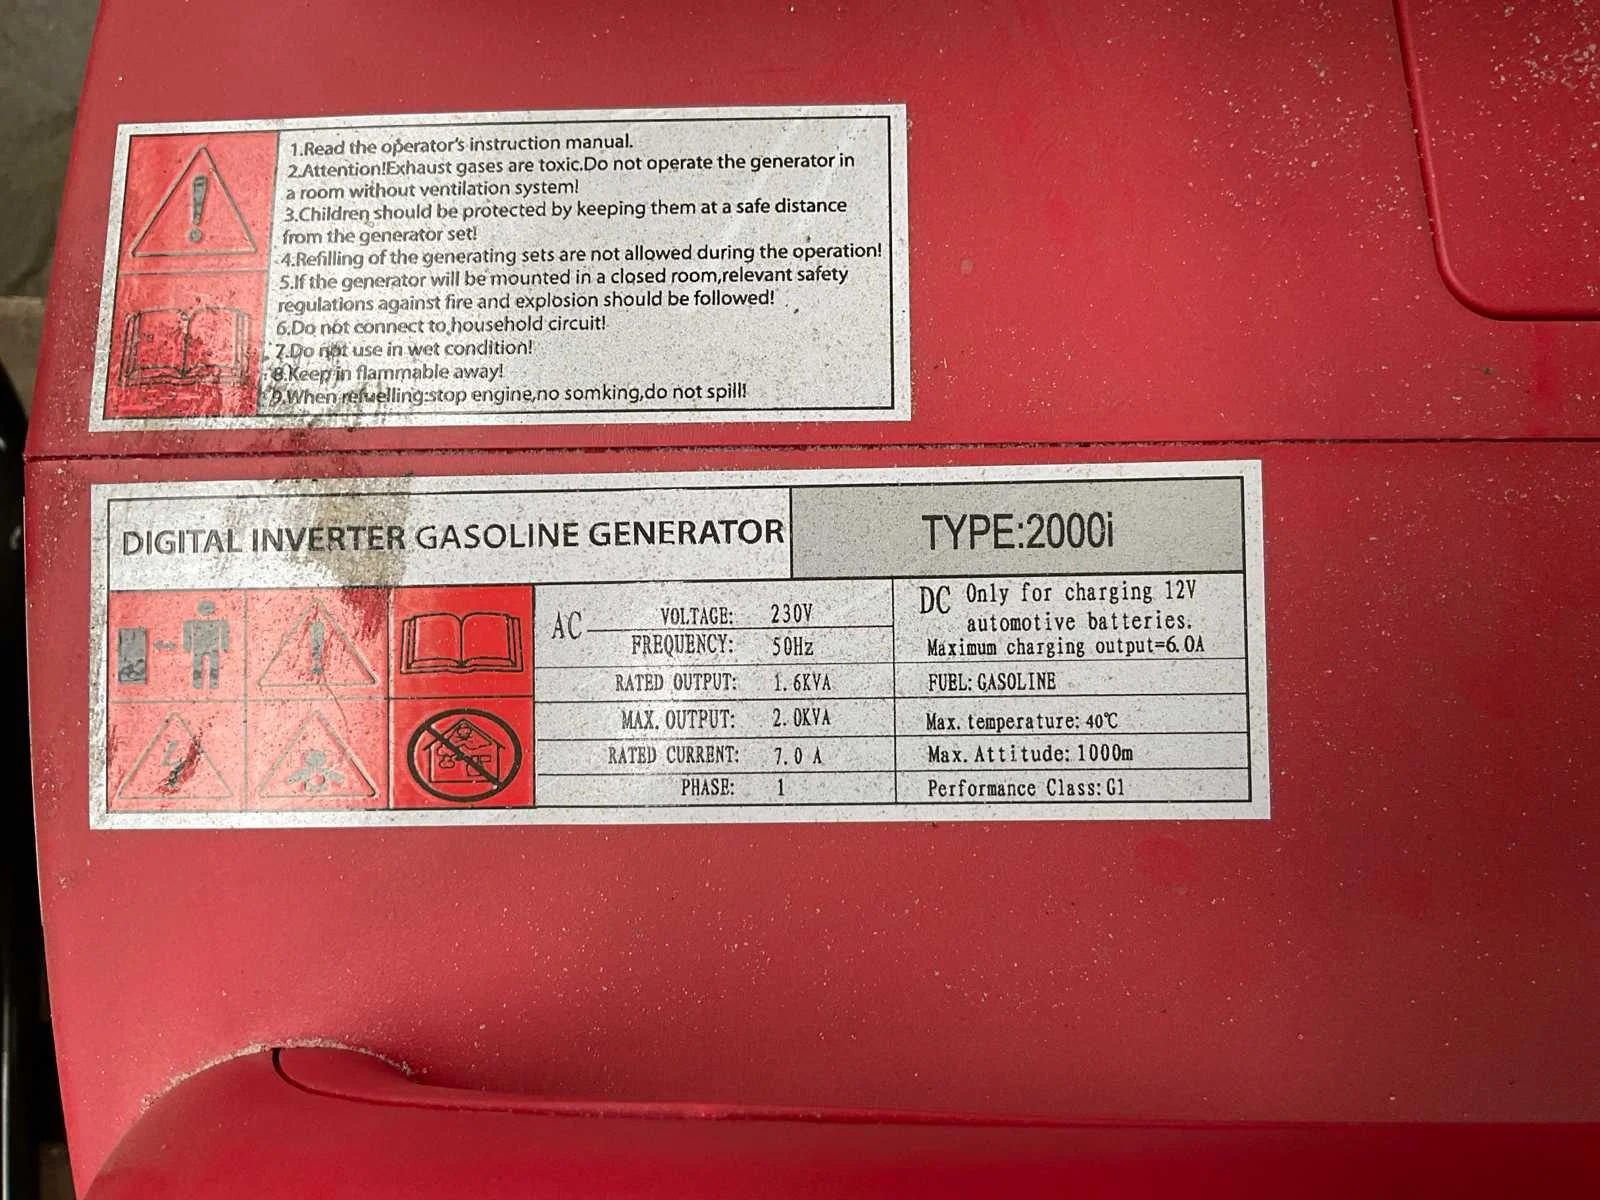 1.Read the operator's instruction manual.
2.Attention!Exhaust gases are toxic.Do not operate the generator in
a room without ventilation system!
3.Children should be protected by keeping them at a safe distance
from the generator set!
4.Refilling of the generating sets are not allowed during the operation!
5.If the generator will be mounted in a closed room,relevant safety
regulations against fire and explosion should be followed!
6.Do not connect to household circuit!
7.Do not use in wet condition!
8.Keep in flammable away!
9.When refuelling:stop engine,no somking,do not spill!
DIGITAL INVERTER GASOLINE GENERATOR
TYPE:2000i
AC
VOLTAGE: 230V
FREQUENCY: 50Hz
RATED OUTPUT: 1.6KVA
MAX. OUTPUT: 2.0KVA
RATED CURRENT: 7.0 A
PHASE: 1
DC Only for charging 12V
automotive batteries.
Maximum charging output=6.0A
FUEL: GASOLINE
Max. temperature: 40℃
Max. Attitude: 1000m
Performance Class: G1